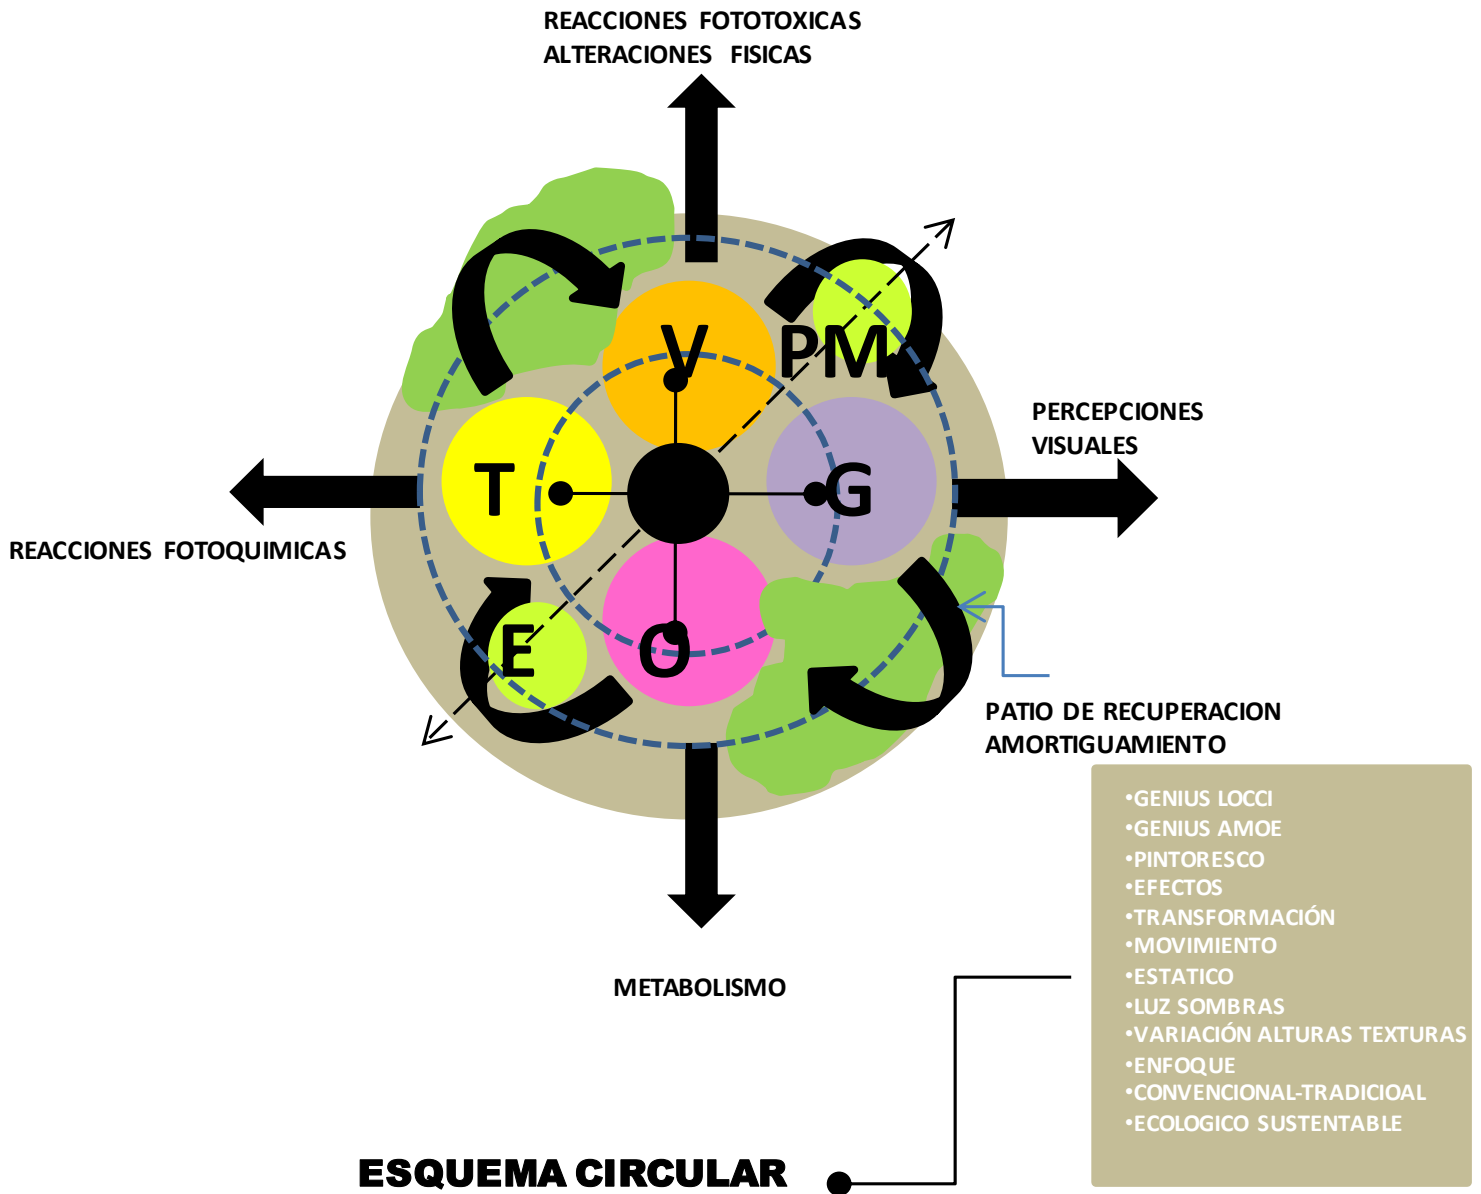 REACCIONES FOTOTOXICAS
ALTERACIONES FISICAS
V
PM
PERCEPCIONES
VISUALES
T
G
REACCIONES FOTOQUIMICAS
E
O
PATIO DE RECUPERACION
AMORTIGUAMIENTO
•GENIUS LOCCI
•GENIUS AMOE
•PINTORESCO
•EFECTOS
•TRANSFORMACIÓN
•MOVIMIENTO
•ESTATICO
•LUZ SOMBRAS
•VARIACIÓN ALTURAS TEXTURAS
•ENFOQUE
•CONVENCIONAL-TRADICIOAL
•ECOLOGICO SUSTENTABLE
METABOLISMO
ESQUEMA CIRCULAR